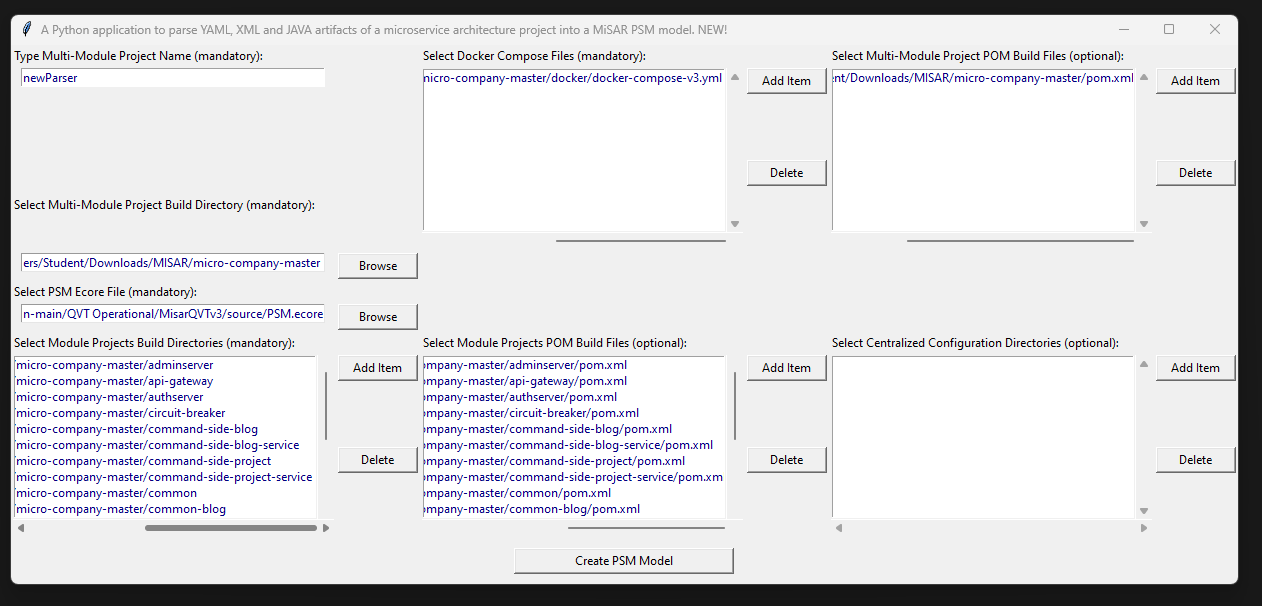 A Python application to parse YAML, XML and JAVA artifacts of a microservice architecture project into a MiSAR PSM model. NEW!
Type Multi-Module Project Name (mandatory):
newParser
Select Multi-Module Project Build Directory (mandatory):
ers/Student/Downloads/MISAR/micro-company-master
Browse
Select PSM Ecore File (mandatory):
n-main/QVT Operational/MisarQVTv3/source/PSM.ecore
Browse
Select Docker Compose Files (mandatory):
micro-company-master/docker/docker-compose-v3.yml
Add Item
Delete
Select Multi-Module Project POM Build Files (optional):
ent/Downloads/MISAR/micro-company-master/pom.xml
Add Item
Delete
Select Module Projects Build Directories (mandatory):
/micro-company-master/adminserver
/micro-company-master/api-gateway
/micro-company-master/authserver
/micro-company-master/circuit-breaker
/micro-company-master/command-side-blog
/micro-company-master/command-side-blog-service
/micro-company-master/command-side-project
/micro-company-master/command-side-project-service
/micro-company-master/common
/micro-company-master/common-blog
Add Item
Delete
Select Module Projects POM Build Files (optional):
ompany-master/adminserver/pom.xml
ompany-master/api-gateway/pom.xml
ompany-master/authserver/pom.xml
ompany-master/circuit-breaker/pom.xml
ompany-master/command-side-blog/pom.xml
ompany-master/command-side-blog-service/pom.xml
ompany-master/command-side-project/pom.xml
ompany-master/command-side-project-service/pom.xm
ompany-master/common/pom.xml
ompany-master/common-blog/pom.xml
Add Item
Delete
Select Centralized Configuration Directories (optional):
Add Item
Delete
Create PSM Model